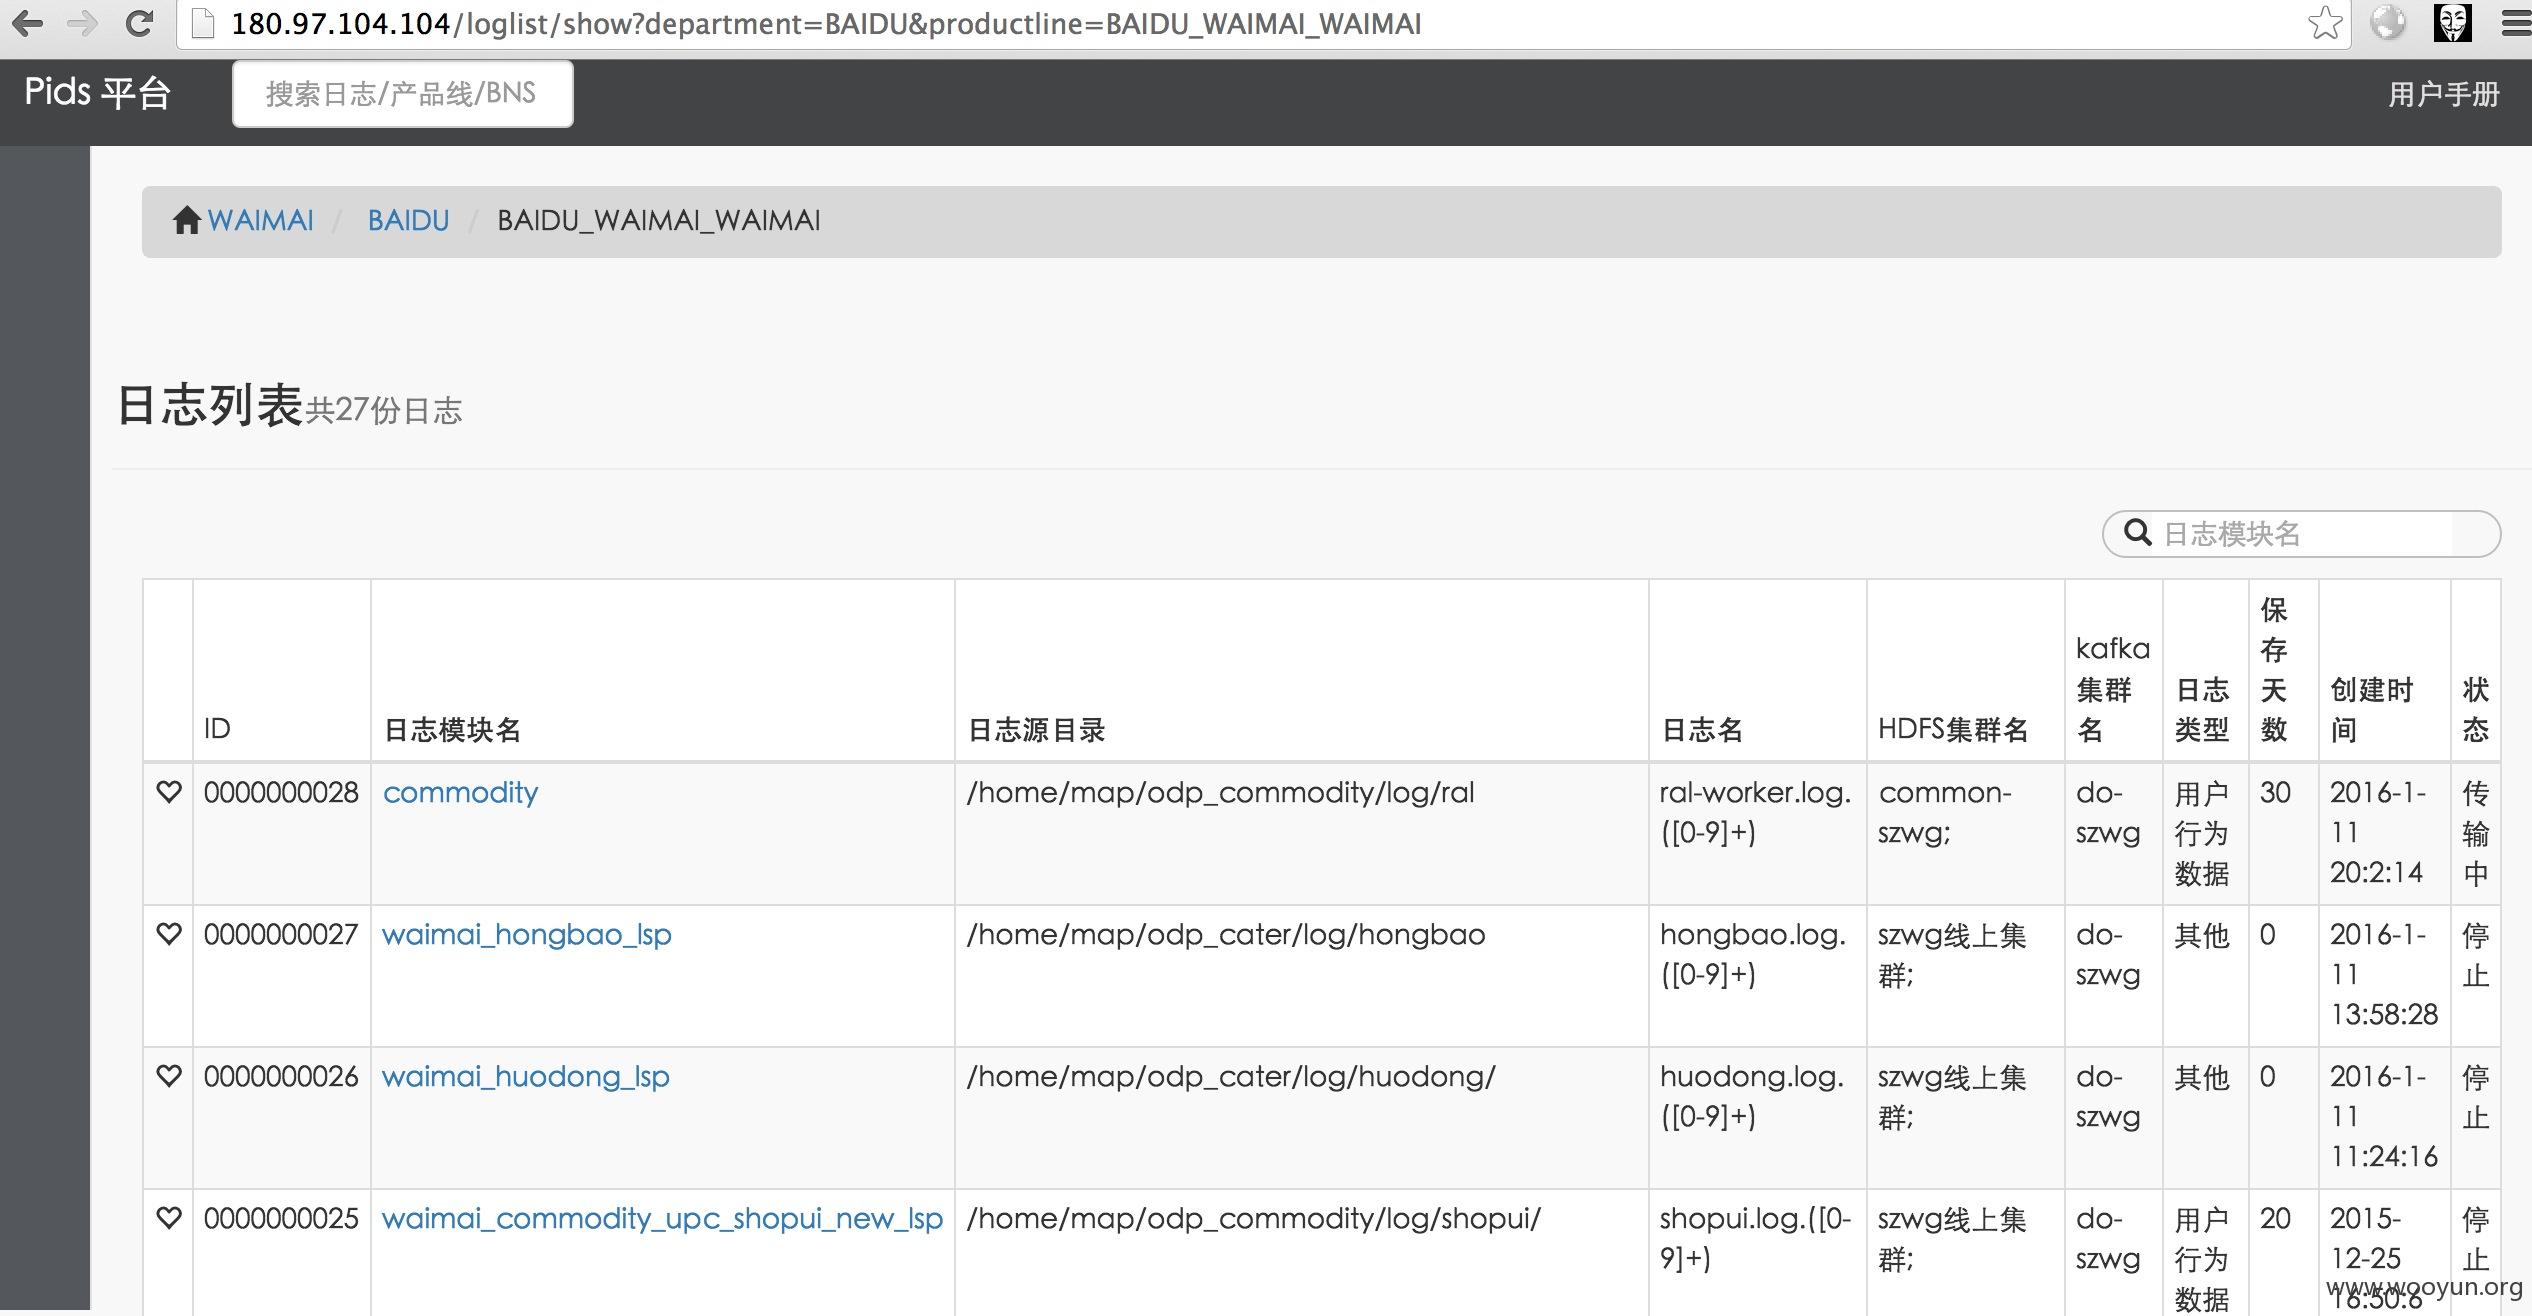 180.97.104.104/loglist/show?department=BAIDU&productline=BAIDU_WAIMAI_WAIMAI
Pids 平台 搜索日志/产品线/BNS 用户手册
WAIMAI / BAIDU / BAIDU_WAIMAI_WAIMAI
日志列表共27份日志
日志模块名
ID
日志模块名
日志源目录
日志名
HDFS集群名
kafka
集群
名
日志
类型
保
存
天
数
创建时
间
状
态
0000000028
commodity
/home/map/odp_commodity/log/ral
ral-worker.log.
([0-9]+)
common-
szwg;
do-
szwg
用户
行为
数据
30
2016-1-
11
20:2:14
传
输
中
0000000027
waimai_hongbao_lsp
/home/map/odp_cater/log/hongbao
hongbao.log.
([0-9]+)
szwg线上集
群;
do-
szwg
其他
0
2016-1-
11
13:58:28
停
止
0000000026
waimai_huodong_lsp
/home/map/odp_cater/log/huodong/
huodong.log.
([0-9]+)
szwg线上集
群;
do-
szwg
其他
0
2016-1-
11
11:24:16
停
止
0000000025
waimai_commodity_upc_shopui_new_lsp
/home/map/odp_commodity/log/shopui/
shopui.log.([0-
9]+)
szwg线上集
群;
do-
szwg
用户
行为
数据
20
2015-
12-25
16:50:6
停
止
www.wooyun.org